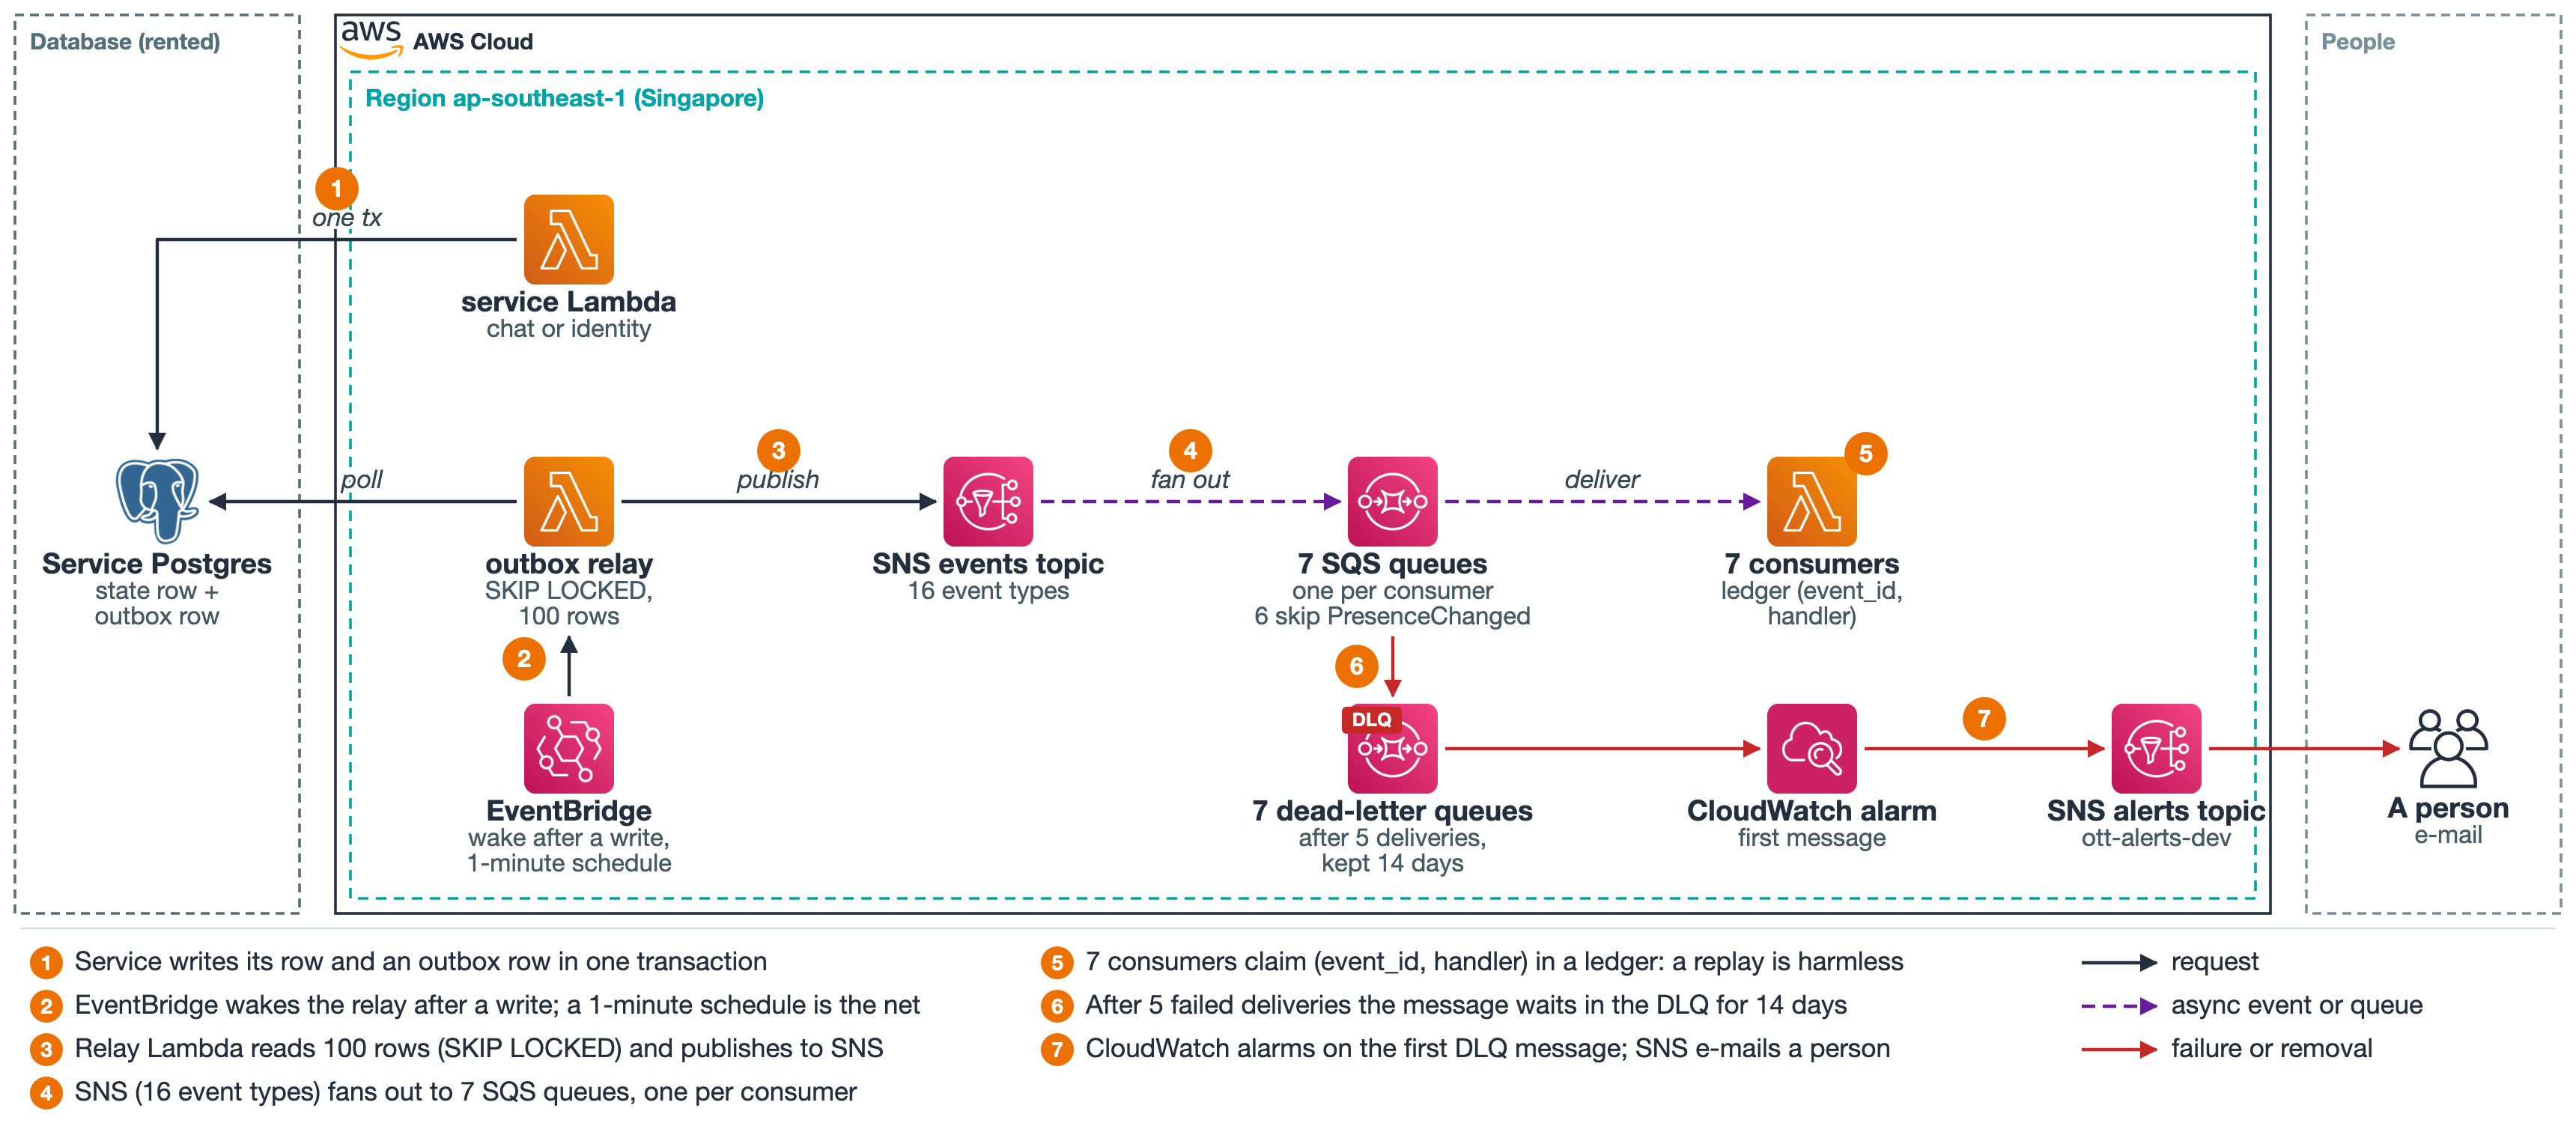 Database (rented)
aws
AWS Cloud
People
Region ap-southeast-1 (Singapore)
1
one tx
service Lambda
chat or identity
poll
3
publish
4
fan out
deliver
5
Service Postgres
state row +
outbox row
outbox relay
SKIP LOCKED,
100 rows
SNS events topic
16 event types
7 SQS queues
one per consumer
6 skip PresenceChanged
7 consumers
ledger (event_id,
handler)
2
6
DLQ
7
EventBridge
wake after a write,
1-minute schedule
7 dead-letter queues
after 5 deliveries,
kept 14 days
CloudWatch alarm
first message
SNS alerts topic
ott-alerts-dev
A person
e-mail
1 Service writes its row and an outbox row in one transaction
2 EventBridge wakes the relay after a write; a 1-minute schedule is the net
3 Relay Lambda reads 100 rows (SKIP LOCKED) and publishes to SNS
4 SNS (16 event types) fans out to 7 SQS queues, one per consumer
5 7 consumers claim (event_id, handler) in a ledger: a replay is harmless
6 After 5 failed deliveries the message waits in the DLQ for 14 days
7 CloudWatch alarms on the first DLQ message; SNS e-mails a person
request
async event or queue
failure or removal